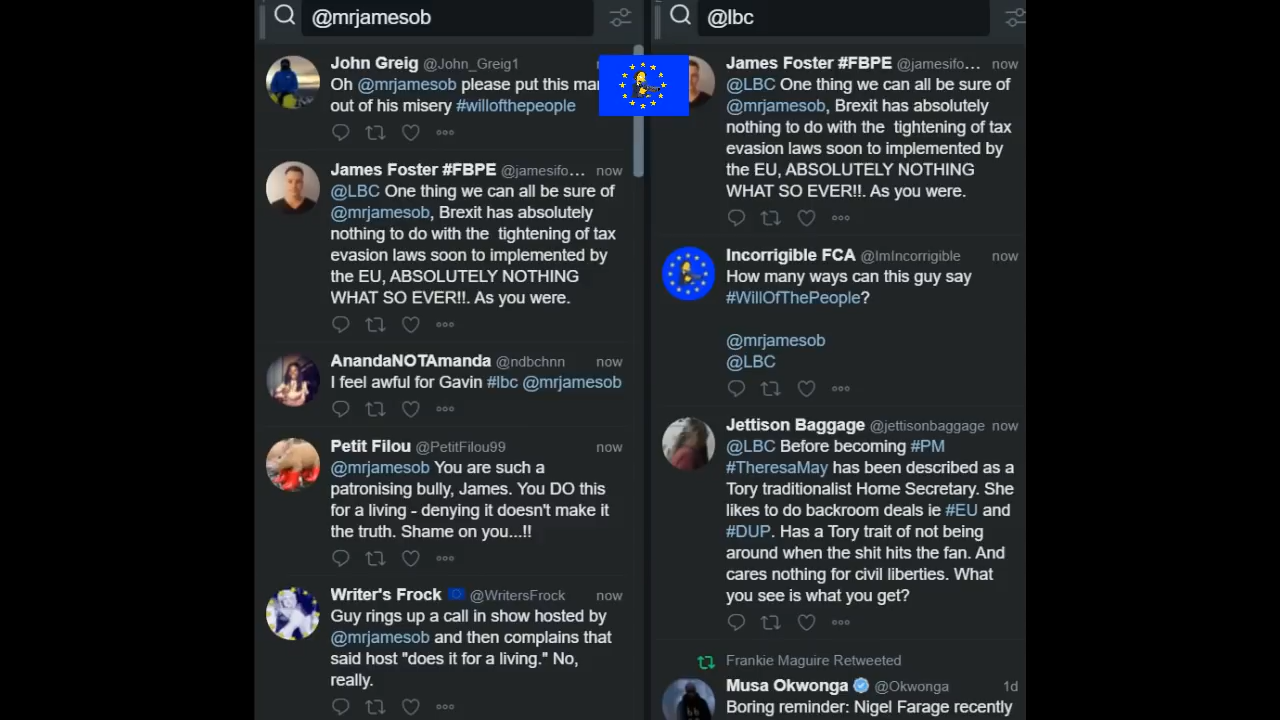 @mrjamesob
John Greig @John_Greig1
Oh @mrjamesob please put this man
out of his misery #willofthepeople
James Foster #FBPE @jamesifo... now
@LBC One thing we can all be sure of
@mrjamesob, Brexit has absolutely
nothing to do with the tightening of tax
evasion laws soon to implemented by
the EU, ABSOLUTELY NOTHING
WHAT SO EVER!!. As you were.
AnandaNOTAmanda @ndbchnn now
I feel awful for Gavin #lbc @mrjamesob
Petit Filou @PetitFilou99 now
@mrjamesob You are such a
patronising bully, James. You DO this
for a living - denying it doesn't make it
the truth. Shame on you...!!
Writer's Frock @WritersFrock now
Guy rings up a call in show hosted by
@mrjamesob and then complains that
said host "does it for a living." No,
really.
@lbc
James Foster #FBPE @jamesifo... now
@LBC One thing we can all be sure of
@mrjamesob, Brexit has absolutely
nothing to do with the tightening of tax
evasion laws soon to implemented by
the EU, ABSOLUTELY NOTHING
WHAT SO EVER!!. As you were.
Incorrigible FCA @ImIncorrigible now
How many ways can this guy say
#WillOfThePeople?
@mrjamesob
@LBC
Jettison Baggage @jettisonbaggage now
@LBC Before becoming #PM
#TheresaMay has been described as a
Tory traditionalist Home Secretary. She
likes to do backroom deals ie #EU and
#DUP. Has a Tory trait of not being
around when the shit hits the fan. And
cares nothing for civil liberties. What
you see is what you get?
Frankie Maguire Retweeted
Musa Okwonga @Okwonga 1d
Boring reminder: Nigel Farage recently